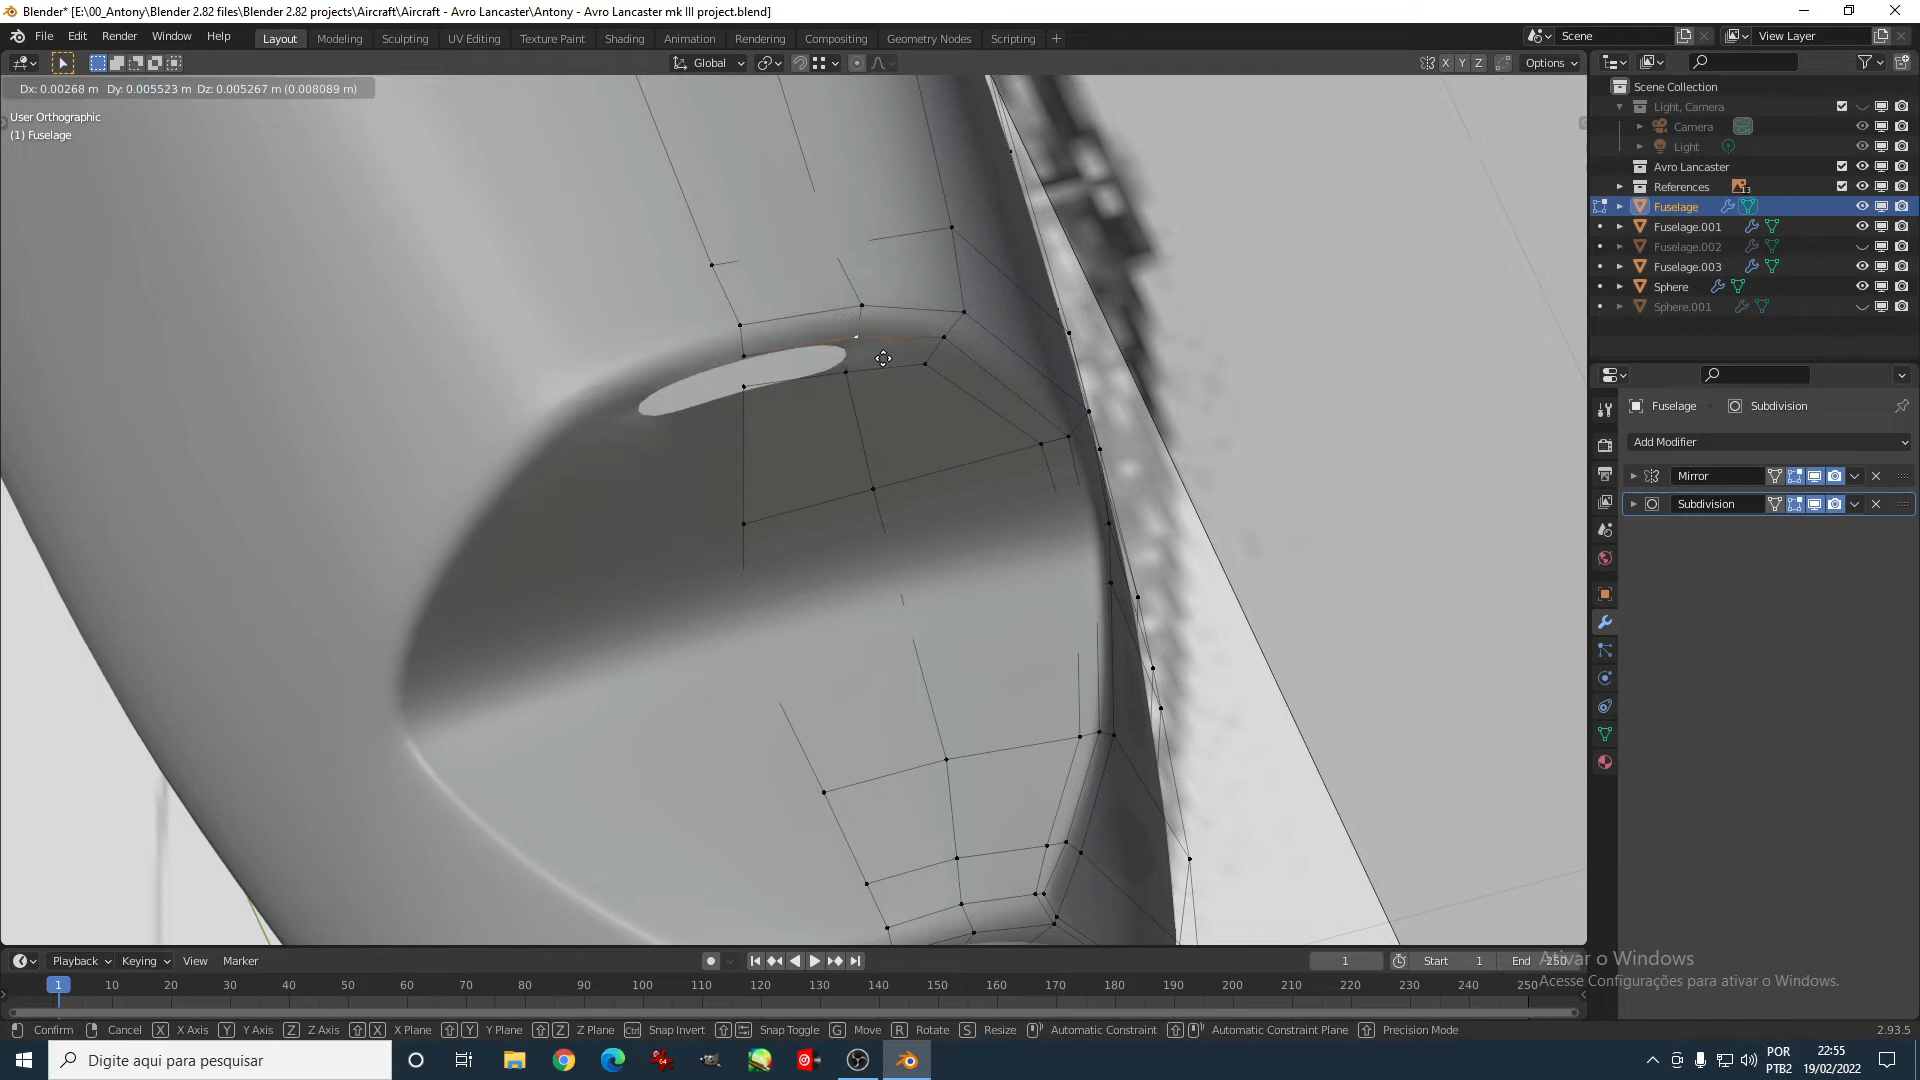 Blender* [E:\00_Antony\Blender 2.82 files\Blender 2.82 projects\Aircraft\Aircraft - Avro Lancaster\Antony - Avro Lancaster mk III project.blend]
File Edit Render Window Help Layout Modeling Sculpting UV Editing Texture Paint Shading Animation Rendering Compositing Geometry Nodes Scripting + Scene View Layer
Global X Y Z Options
Dx: 0.00268 m Dy: 0.005523 m Dz: 0.005267 m (0.008089 m)
User Orthographic
(1) Fuselage
Scene Collection
Light, Camera
Camera
Light
Avro Lancaster
References 13
Fuselage
Fuselage.001
Fuselage.002
Fuselage.003
Sphere
Sphere.001
Fuselage Subdivision
Add Modifier
Mirror
Subdivision
Playback Keying View Marker 1 Start 1 End 250
1 10 20 30 40 50 60 70 80 90 100 110 120 130 140 150 160 170 180 190 200 210 220 230 240 250
Ativar o Windows
Acesse Configurações para ativar o Windows.
Confirm Cancel X X Axis Y Y Axis Z Z Axis X X Plane Y Y Plane Z Z Plane Ctrl Snap Invert Snap Toggle G Move R Rotate S Resize Automatic Constraint Automatic Constraint Plane Precision Mode 2.93.5
Digite aqui para pesquisar
POR
PTB2
22:55
19/02/2022